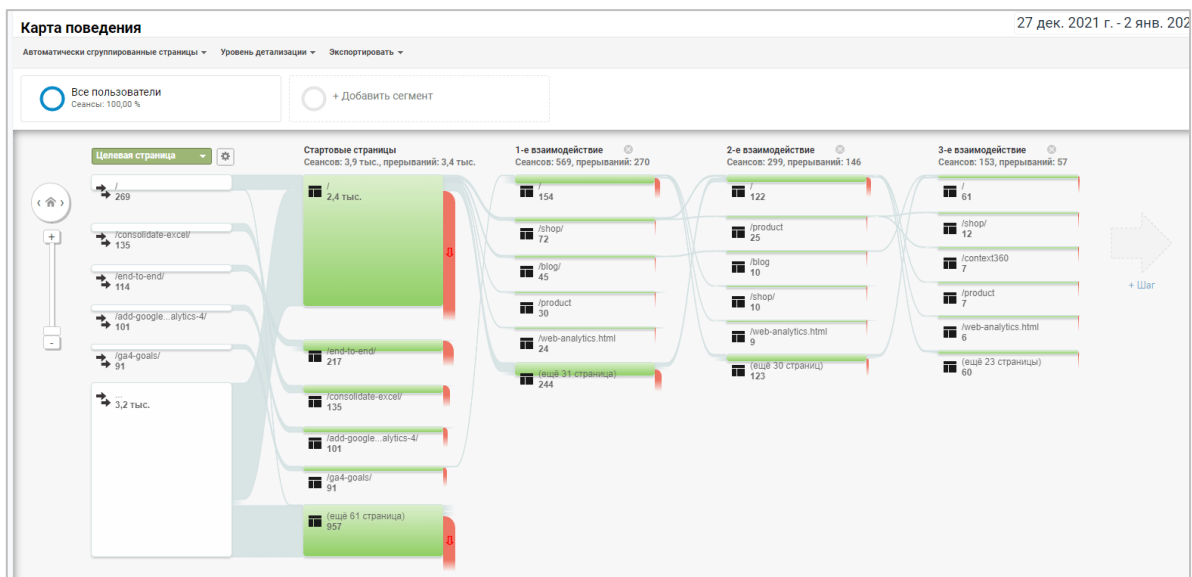 Карта поведения
27 дек. 2021 г. - 2 янв. 202
Автоматически сгруппированные страницы
Уровень детализации
Экспортировать
Все пользователи
Сеансы: 100,00 %
+ Добавить сегмент
Целевая страница
/
269
/consolidate-excel/
135
/end-to-end/
114
/add-google...alytics-4/
101
/ga4-goals/
91
...
3,2 тыс.
Стартовые страницы
Сеансов: 3,9 тыс., прерываний: 3,4 тыс.
/
2,4 тыс.
/end-to-end/
217
/consolidate-excel/
135
/add-google...alytics-4/
101
/ga4-goals/
91
(ещё 61 страница)
957
1-е взаимодействие
Сеансов: 569, прерываний: 270
/
154
/shop/
72
/blog/
45
/product
30
/web-analytics.html
24
(ещё 31 страница)
244
2-е взаимодействие
Сеансов: 299, прерываний: 146
/
122
/product
25
/blog
10
/shop/
10
/web-analytics.html
9
(ещё 30 страниц)
123
3-е взаимодействие
Сеансов: 153, прерываний: 57
/
61
/shop/
12
/context360
7
/product
7
/web-analytics.html
6
(ещё 23 страницы)
60
+ Шаг
+
-